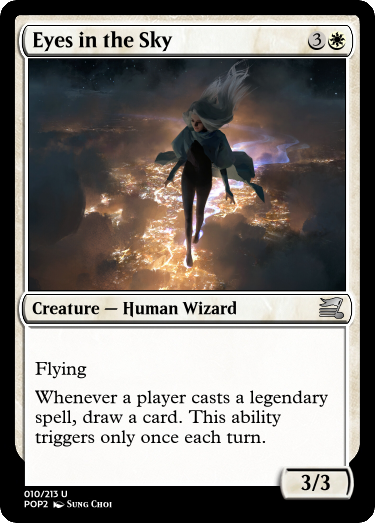 Eyes in the Sky 3
Creature — Human Wizard
Flying
Whenever a player casts a legendary
spell, draw a card. This ability
triggers only once each turn.
3/3
010/213 U
POP2 Sung Choi